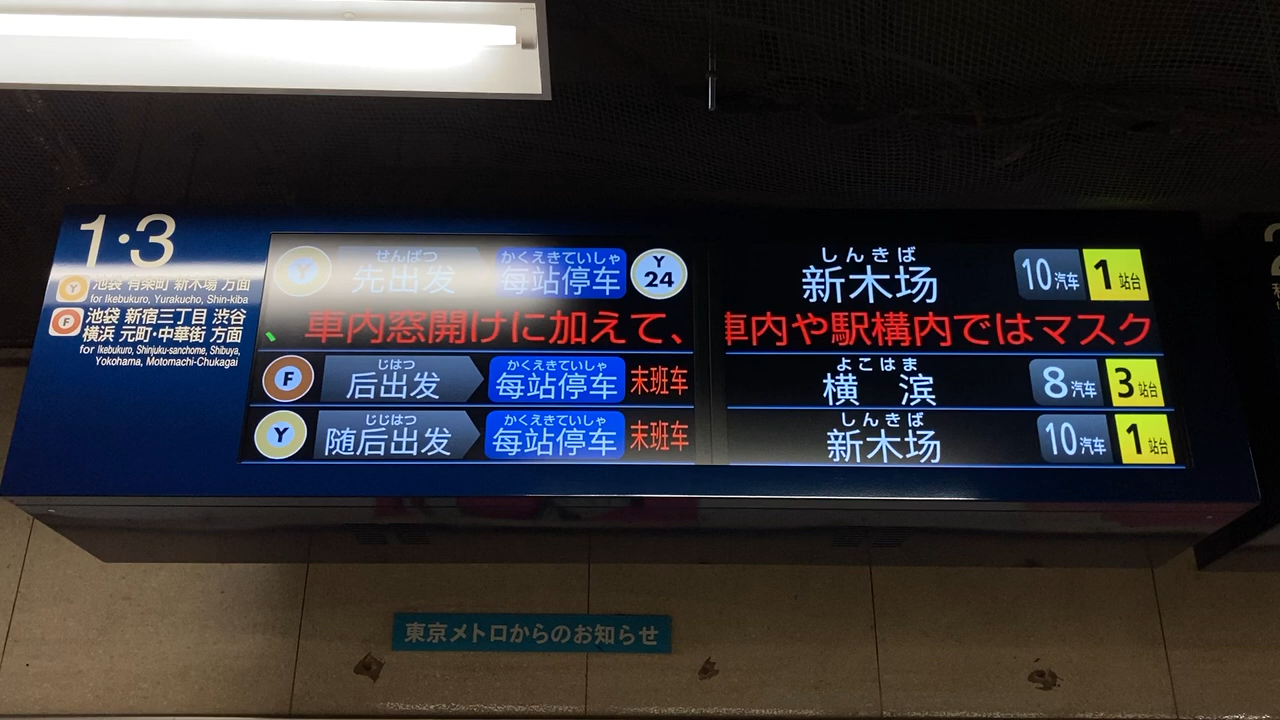 1・3
Y 池袋 有楽町 新木場 方面
for Ikebukuro, Yurakucho, Shin-kiba
F 池袋 新宿三丁目 渋谷
横浜 元町・中華街 方面
for Ikebukuro, Shinjuku-sanchome, Shibuya,
Yokohama, Motomachi-Chukagai
せんぱつ かくえきていしゃ しんきば
Y 先出发 每站停车 Y 24 新木场 10汽车 1站台
車内窓開けに加えて、車内や駅構内ではマスク
じはつ かくえきていしゃ よこはま
F 后出发 每站停车 末班车 横 滨 8汽车 3站台
じじはつ かくえきていしゃ しんきば
Y 随后出发 每站停车 末班车 新木场 10汽车 1站台
東京メトロからのお知らせ